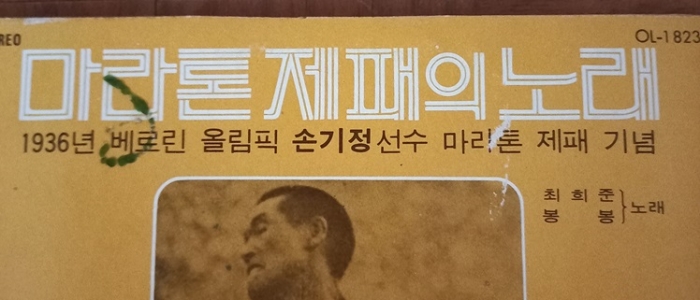 REO
OL-1823
마라톤 제패의 노래
1936년 베르린 올림픽 손기정선수 마라톤 제패 기념
최 희 준
봉 봉
노래